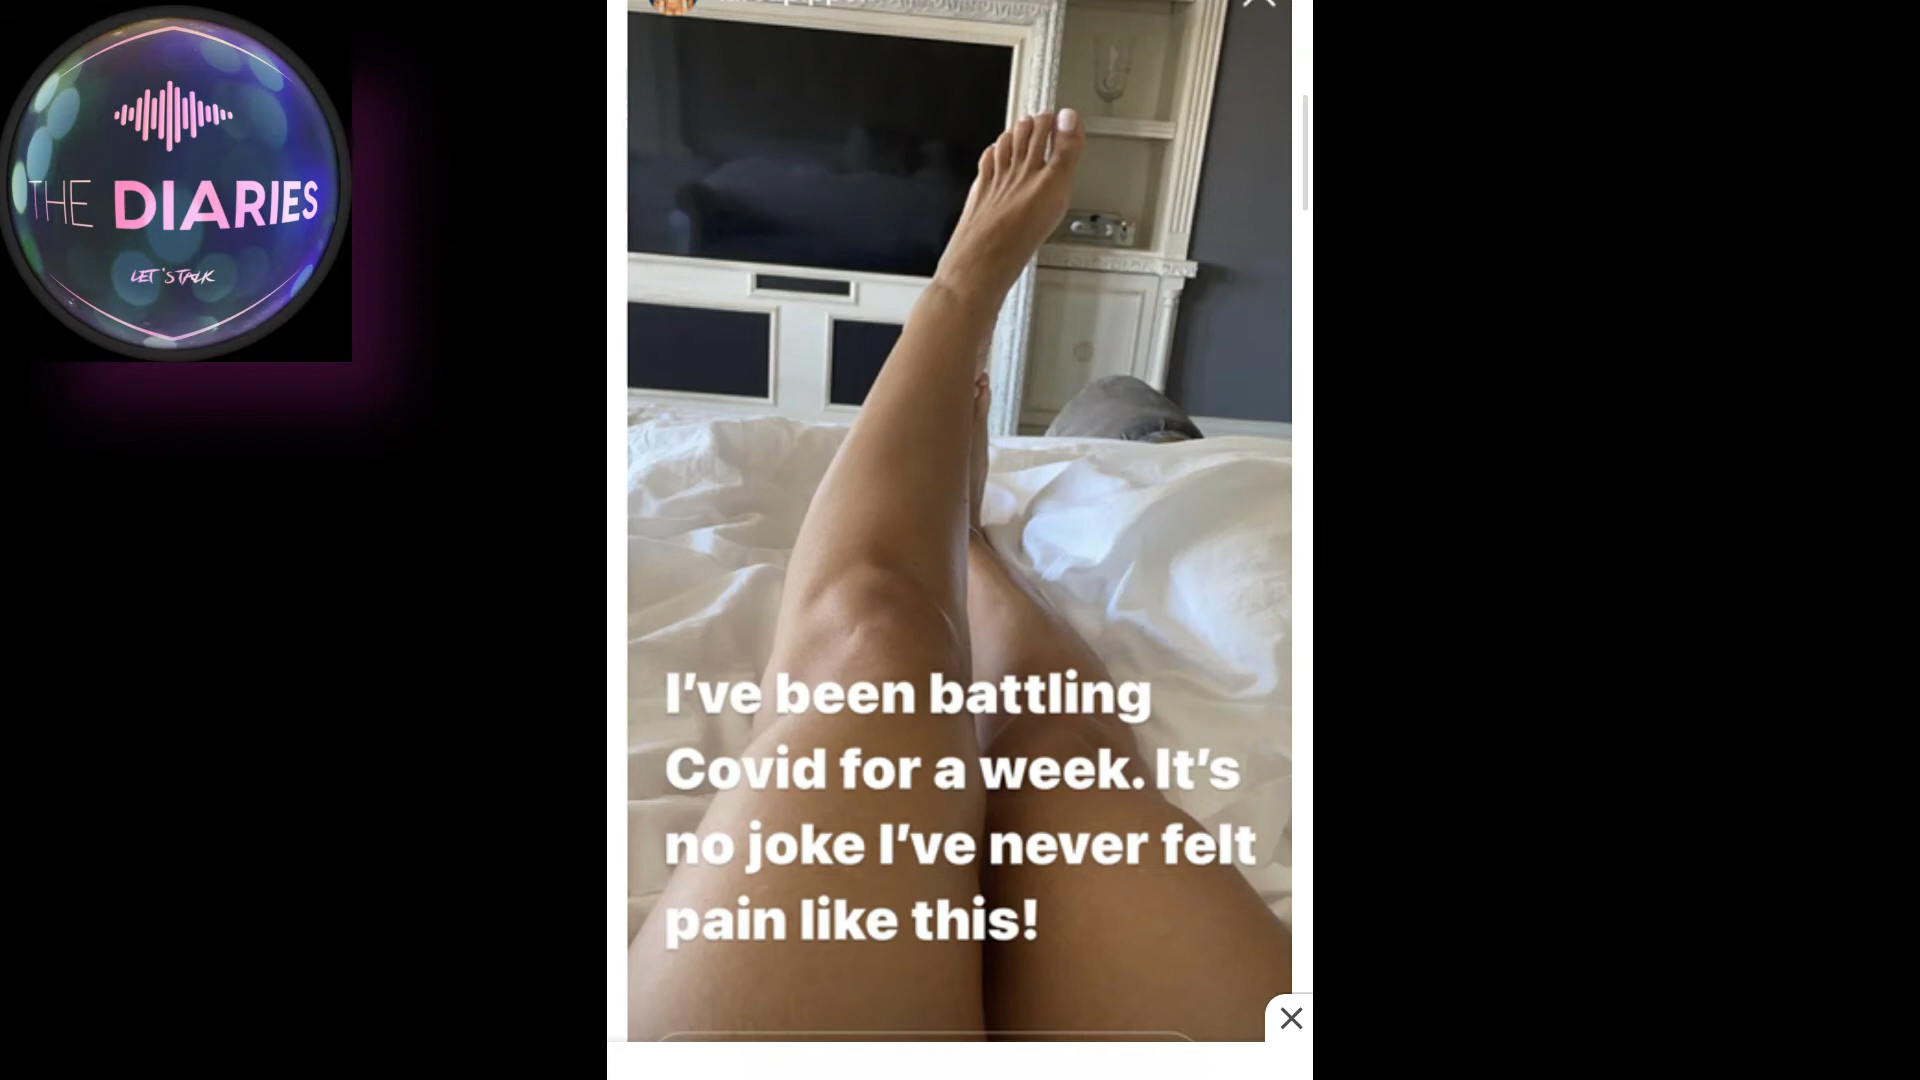 THE DIARIES
LET'S TALK
I've been battling
Covid for a week. It's
no joke I've never felt
pain like this!